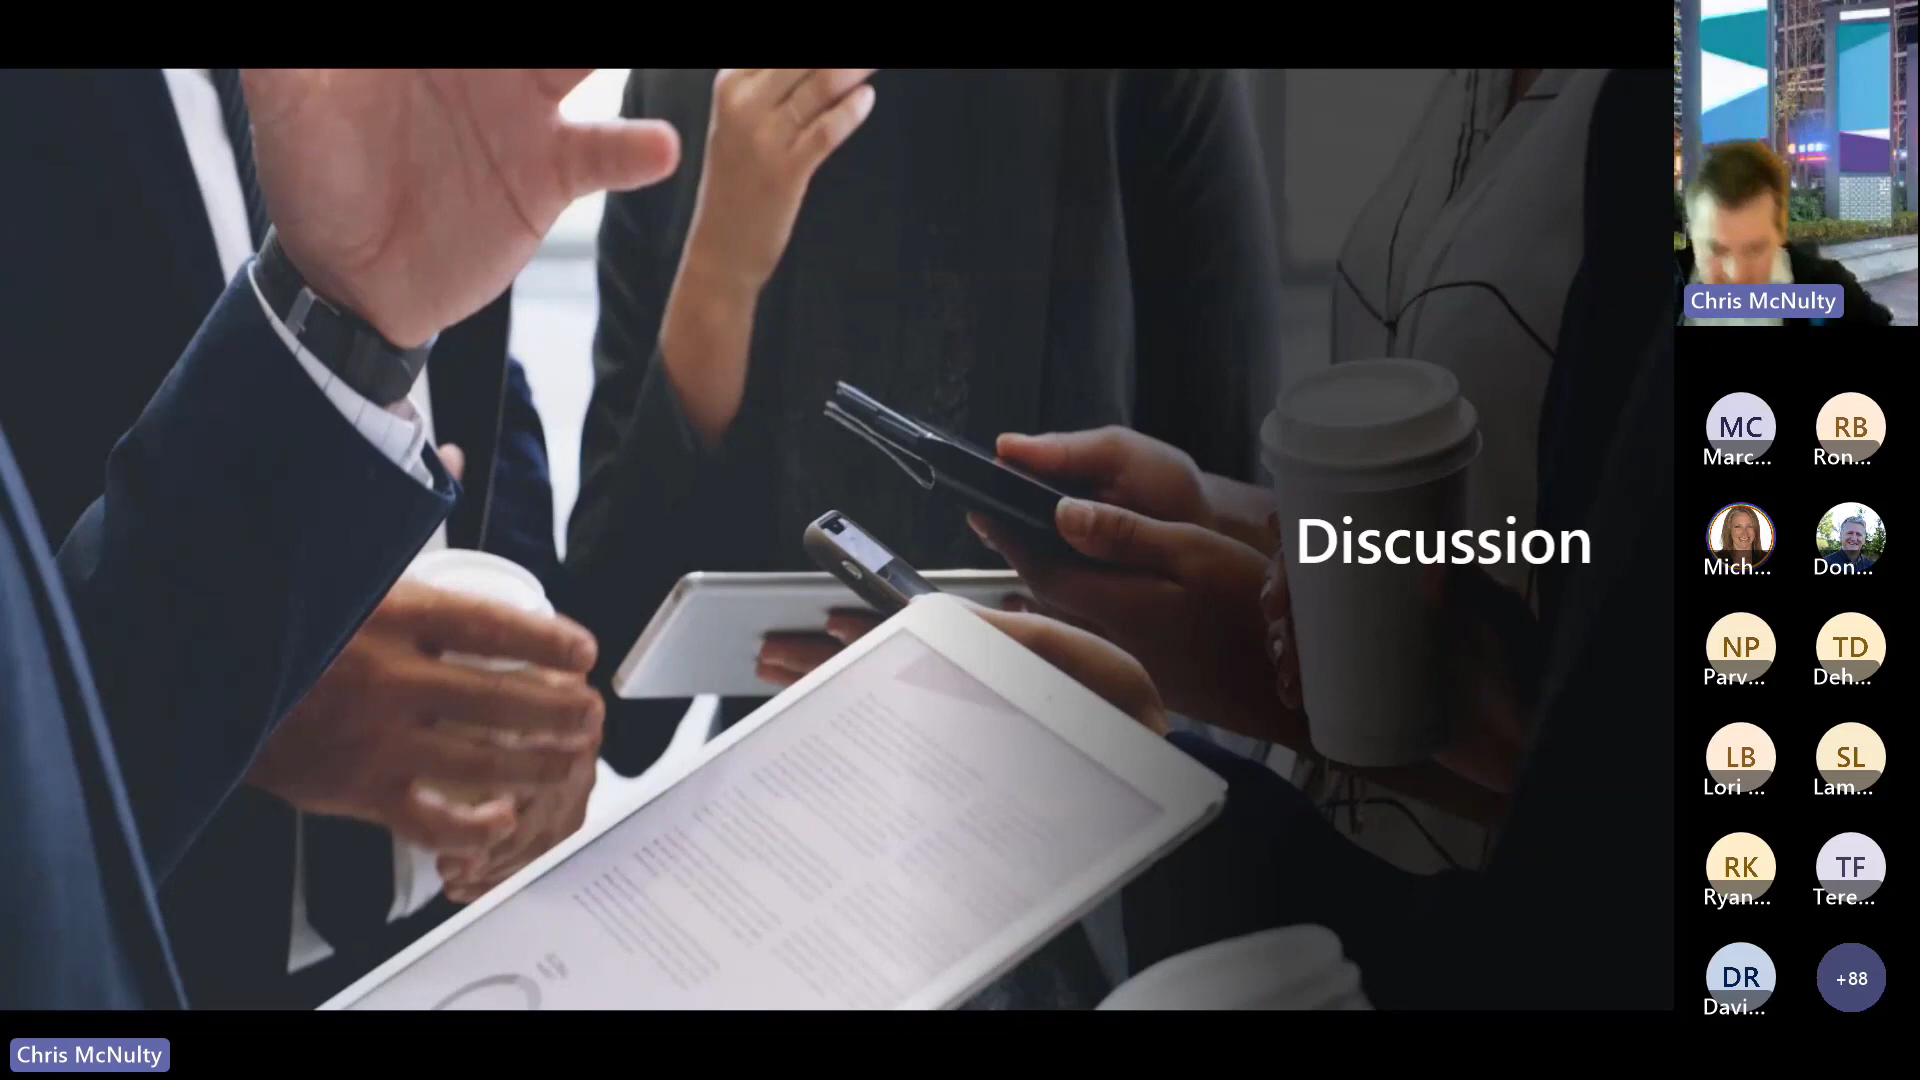 Discussion
Chris McNulty
MC
RB
Marc...
Ron...
Mich...
Don...
NP
TD
Parv...
Deh...
LB
SL
Lori ...
Lam...
RK
TF
Ryan...
Tere...
DR
+88
Davi...
Chris McNulty